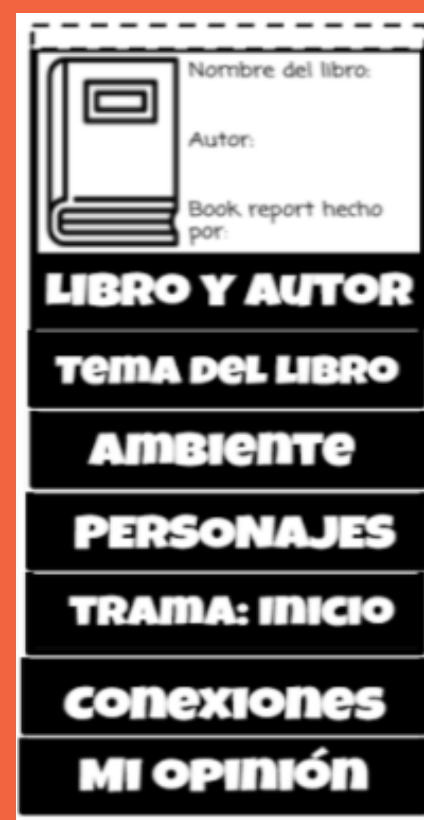 Nombre del libro:
Autor:
Book report hecho
por:
LIBRO Y AUTOR
Tema del libro
Ambiente
Personajes
Trama: Inicio
Conexiones
Mi opinión